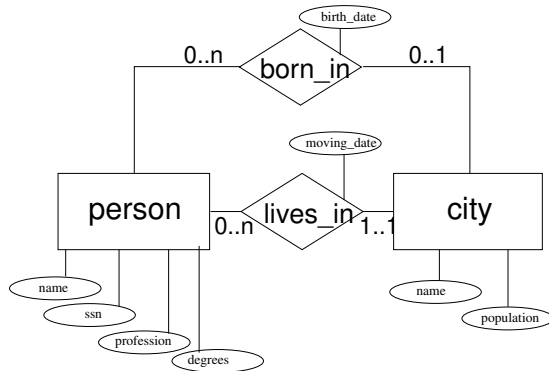 birth_date
0..n
born_in
0..1
moving_date
person
0..n
lives_in
1..1
city
name
ssn
profession
degrees
name
population